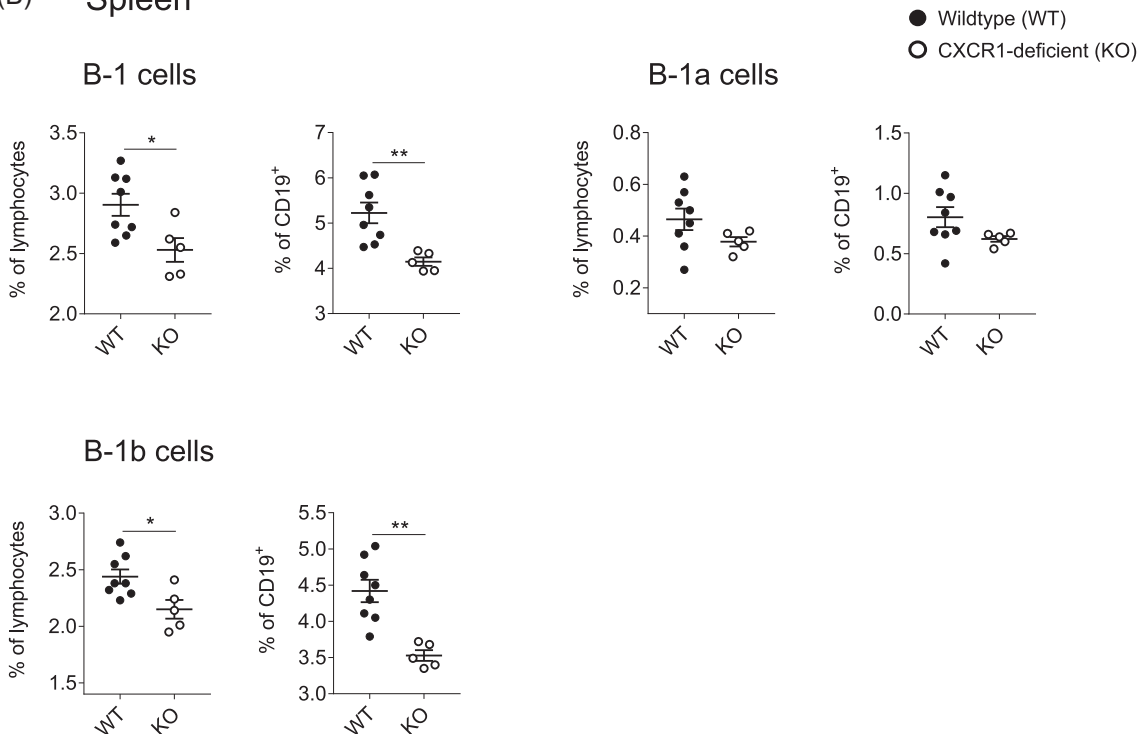 (B) Spleen
Wildtype (WT)
CXCR1-deficient (KO)
B-1 cells
B-1a cells
% of lymphocytes
3.5
3.0
2.5
2.0
*
WT
KO
% of CD19+
7
6
5
4
3
**
WT
KO
% of lymphocytes
0.8
0.6
0.4
0.2
WT
KO
% of CD19+
1.5
1.0
0.5
0.0
WT
KO
B-1b cells
% of lymphocytes
3.0
2.5
2.0
1.5
*
WT
KO
% of CD19+
5.5
5.0
4.5
4.0
3.5
3.0
**
WT
KO